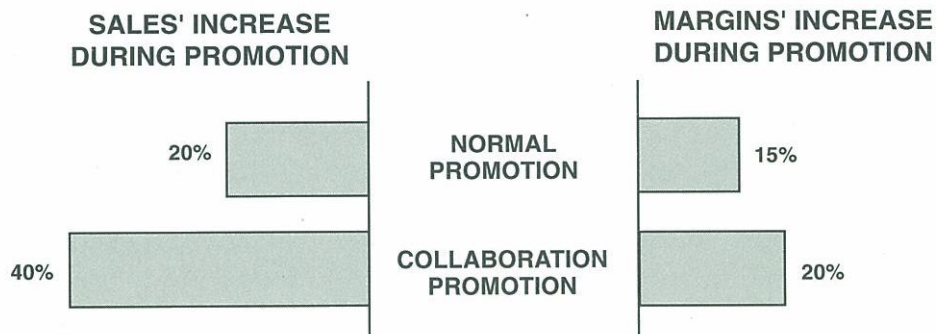 SALES' INCREASE
DURING PROMOTION
MARGINS' INCREASE
DURING PROMOTION
20%
NORMAL
PROMOTION
15%
40%
COLLABORATION
PROMOTION
20%